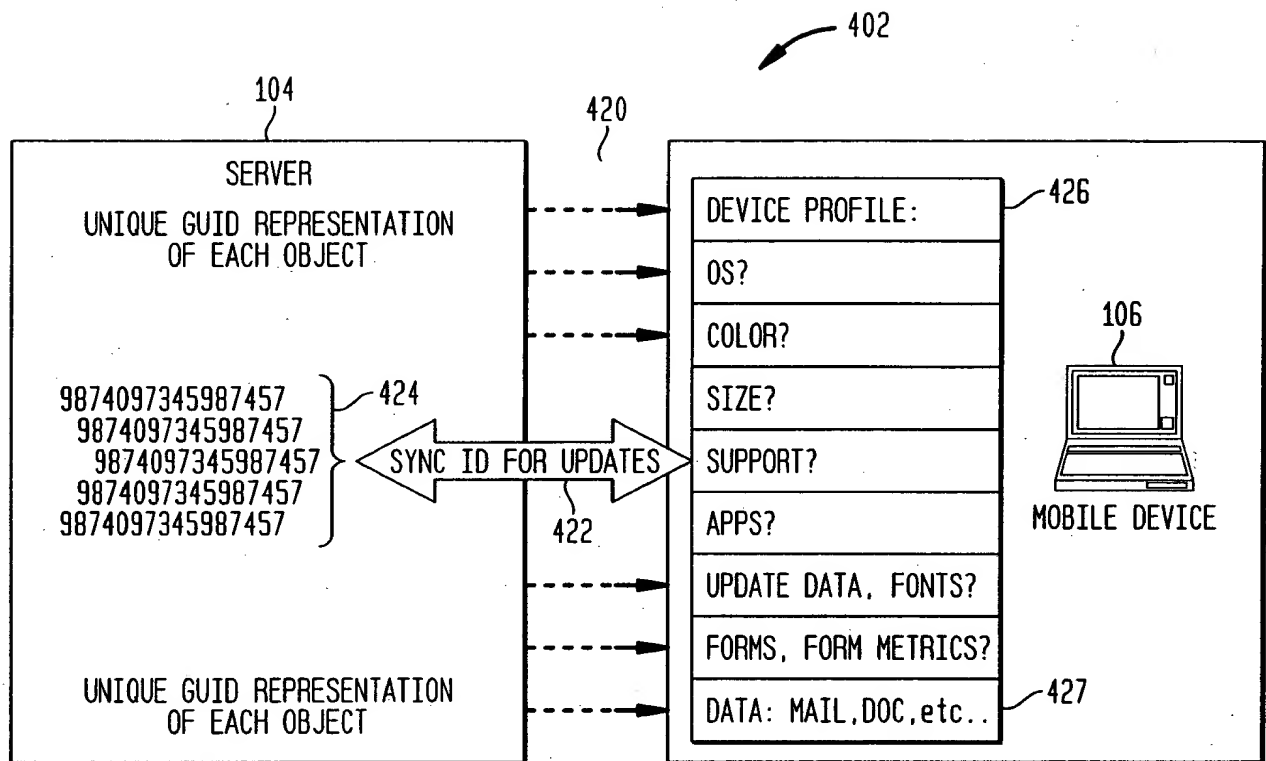 402
104
420
SERVER
UNIQUE GUID REPRESENTATION
OF EACH OBJECT
DEVICE PROFILE:
426
OS?
COLOR?
106
SIZE?
9874097345987457
424
9874097345987457
9874097345987457
9874097345987457
9874097345987457
SYNC ID FOR UPDATES
422
SUPPORT?
MOBILE DEVICE
APPS?
UPDATE DATA, FONTS?
FORMS, FORM METRICS?
UNIQUE GUID REPRESENTATION
OF EACH OBJECT
DATA: MAIL,DOC,etc..
427